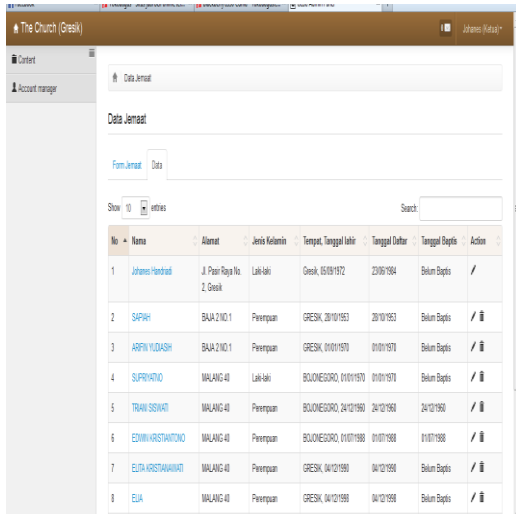 The Church (Gresik)
Johanes (Ketua)
Content
Account manager
Data Jemaat
Data Jemaat
Form Jemaat Data
Show 10 entries Search:
No Nama Alamat Jenis Kelamin Tempat, Tanggal lahir Tanggal Daftar Tanggal Baptis Action
1 Johanes Handriadi Jl. Pasr Raya No. 2. Gresik Laki-laki Gresik, 05/09/1972 23/06/1984 Belum Baptis
2 SAPIAH BAJA 2 NO.1 Perempuan GRESIK, 28/10/1953 28/10/1953 Belum Baptis
3 ARIFIN YUDIASIH BAJA 2 NO.1 Perempuan GRESIK, 01/01/1970 01/01/1970 Belum Baptis
4 SUPRIYATNO MALANG 40 Laki-laki BOJONEGORO, 01/01/1970 01/01/1970 Belum Baptis
5 TRIANI SISWATI MALANG 40 Perempuan BOJONEGORO, 24/12/1960 24/12/1960 24/12/1960
6 EDWIN KRISTIANTONO MALANG 40 Perempuan BOJONEGORO, 01/07/1988 01/07/1988 01/07/1988
7 ELITA KRISTIANAWATI MALANG 40 Perempuan GRESIK, 04/12/1990 04/12/1990 Belum Baptis
8 ELIA MALANG 40 Perempuan GRESIK, 04/12/1998 04/12/1998 Belum Baptis